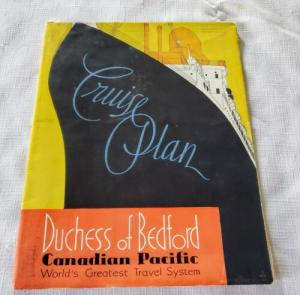 Cruise
Plan
Duchess of Bedford
Canadian Pacific
World's Greatest Travel System